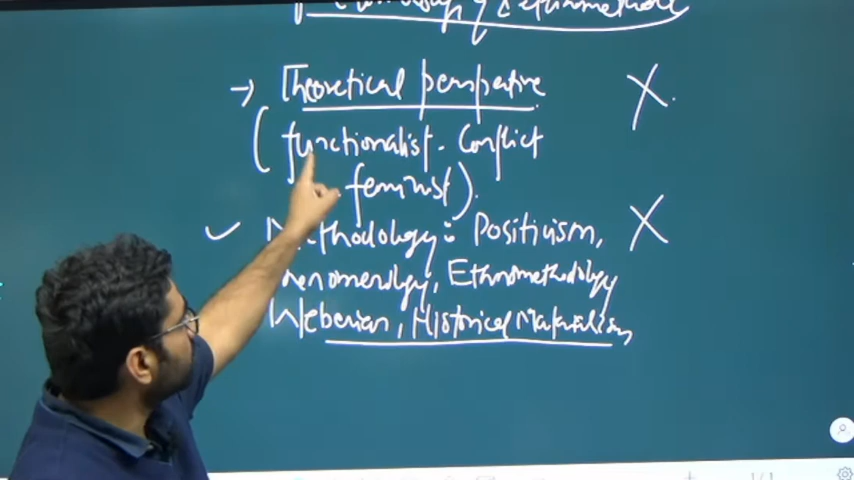 → Theoretical perspective X.
(functionalist - Conflict
feminist).
✓ Methodology: Positivism, X
Ethnomethodology
Weberian, Historical Materialism